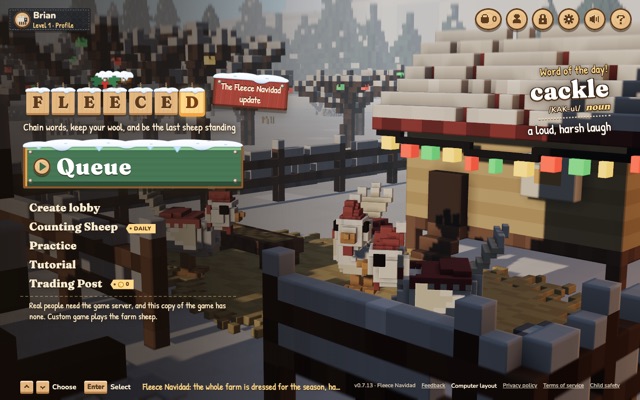 Brian
Level 1 · Profile
0
?
FLEECED
"The Fleece Navidad"
update
Chain words, keep your wool, and be the last sheep standing
Queue
Create lobby
Counting Sheep
DAILY
Practice
Tutorial
Trading Post
0
Real people need the game server, and this copy of the game has
none. Custom game plays the farm sheep.
Word of the day!
cackle
/KAK-ul/ noun
a loud, harsh laugh
Choose
Enter Select
Fleece Navidad: the whole farm is dressed for the season, ha...
v0.7.13 · Fleece Navidad
Feedback
Computer layout
Privacy policy
Terms of service
Child safety